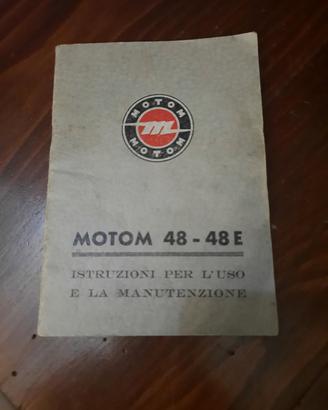 MOTOM
m
MOTOM
MOTOM 48 - 48 E
ISTRUZIONI PER L'USO
E LA MANUTENZIONE